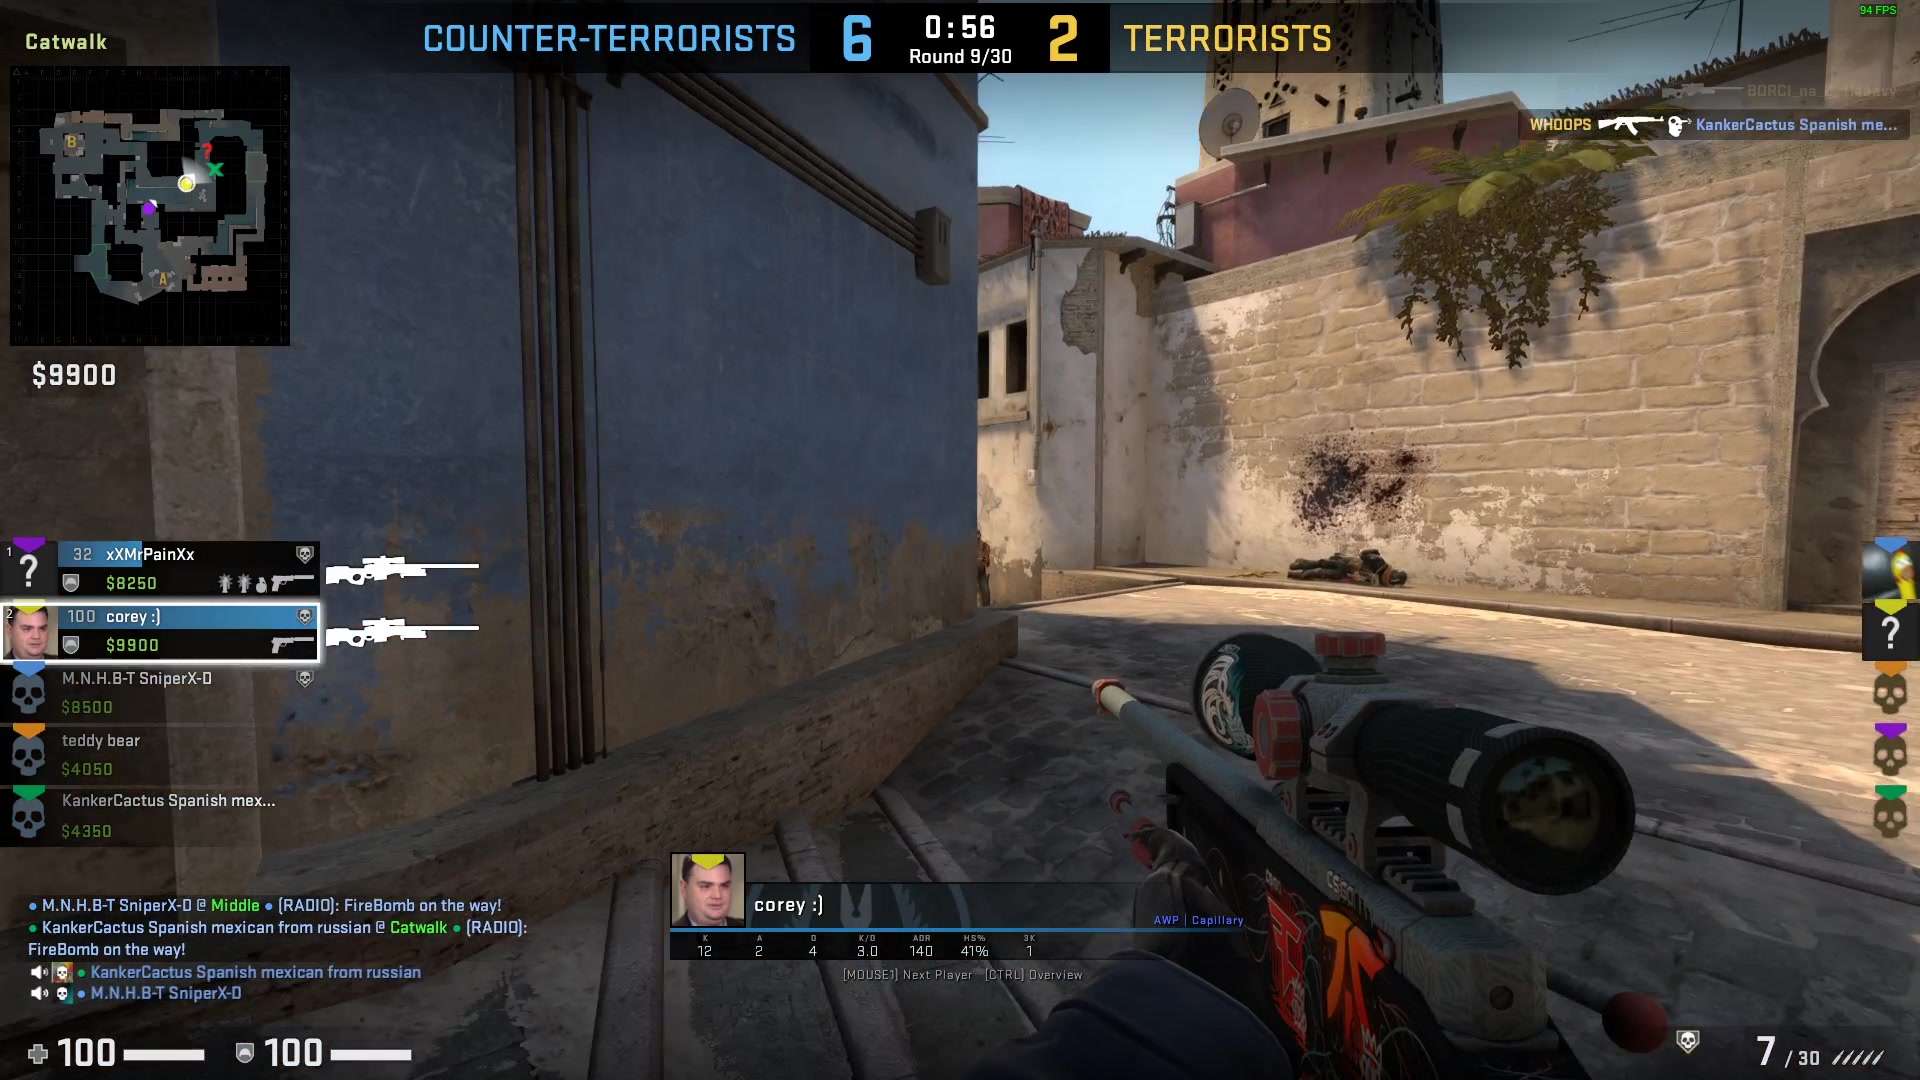 94 FPS
Catwalk
COUNTER-TERRORISTS 6 0:56 2 TERRORISTS
Round 9/30
WHOOPS KankerCactus Spanish me...
B
?
A
$9900
1 ? 32 xXMrPainXx
$8250
2 100 corey :)
$9900
?
M.N.H.B-T SniperX-D
$8500
teddy bear
$4050
KankerCactus Spanish mex...
$4350
• M.N.H.B-T SniperX-D @ Middle • (RADIO): FireBomb on the way!
• KankerCactus Spanish mexican from russian @ Catwalk • (RADIO):
FireBomb on the way!
• KankerCactus Spanish mexican from russian
• M.N.H.B-T SniperX-D
corey :)
AWP | Capillary
K A D K/D ADR HS% 3K
12 2 4 3.0 140 41% 1
[MOUSE1] Next Player [CTRL] Overview
100 100
7 / 30